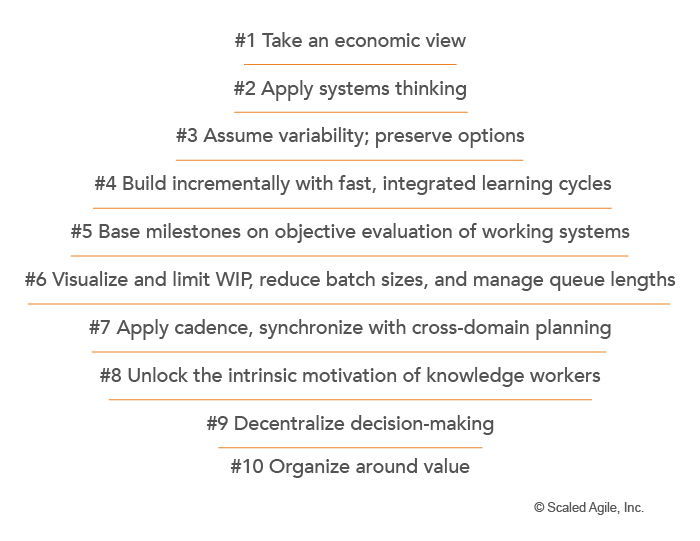 #1 Take an economic view
#2 Apply systems thinking
#3 Assume variability; preserve options
#4 Build incrementally with fast, integrated learning cycles
#5 Base milestones on objective evaluation of working systems
#6 Visualize and limit WIP, reduce batch sizes, and manage queue lengths
#7 Apply cadence, synchronize with cross-domain planning
#8 Unlock the intrinsic motivation of knowledge workers
#9 Decentralize decision-making
#10 Organize around value
© Scaled Agile, Inc.